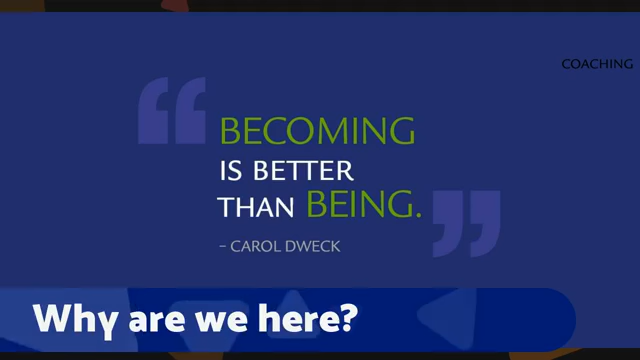 COACHING
BECOMING
IS BETTER
THAN BEING.
– CAROL DWECK
Why are we here?